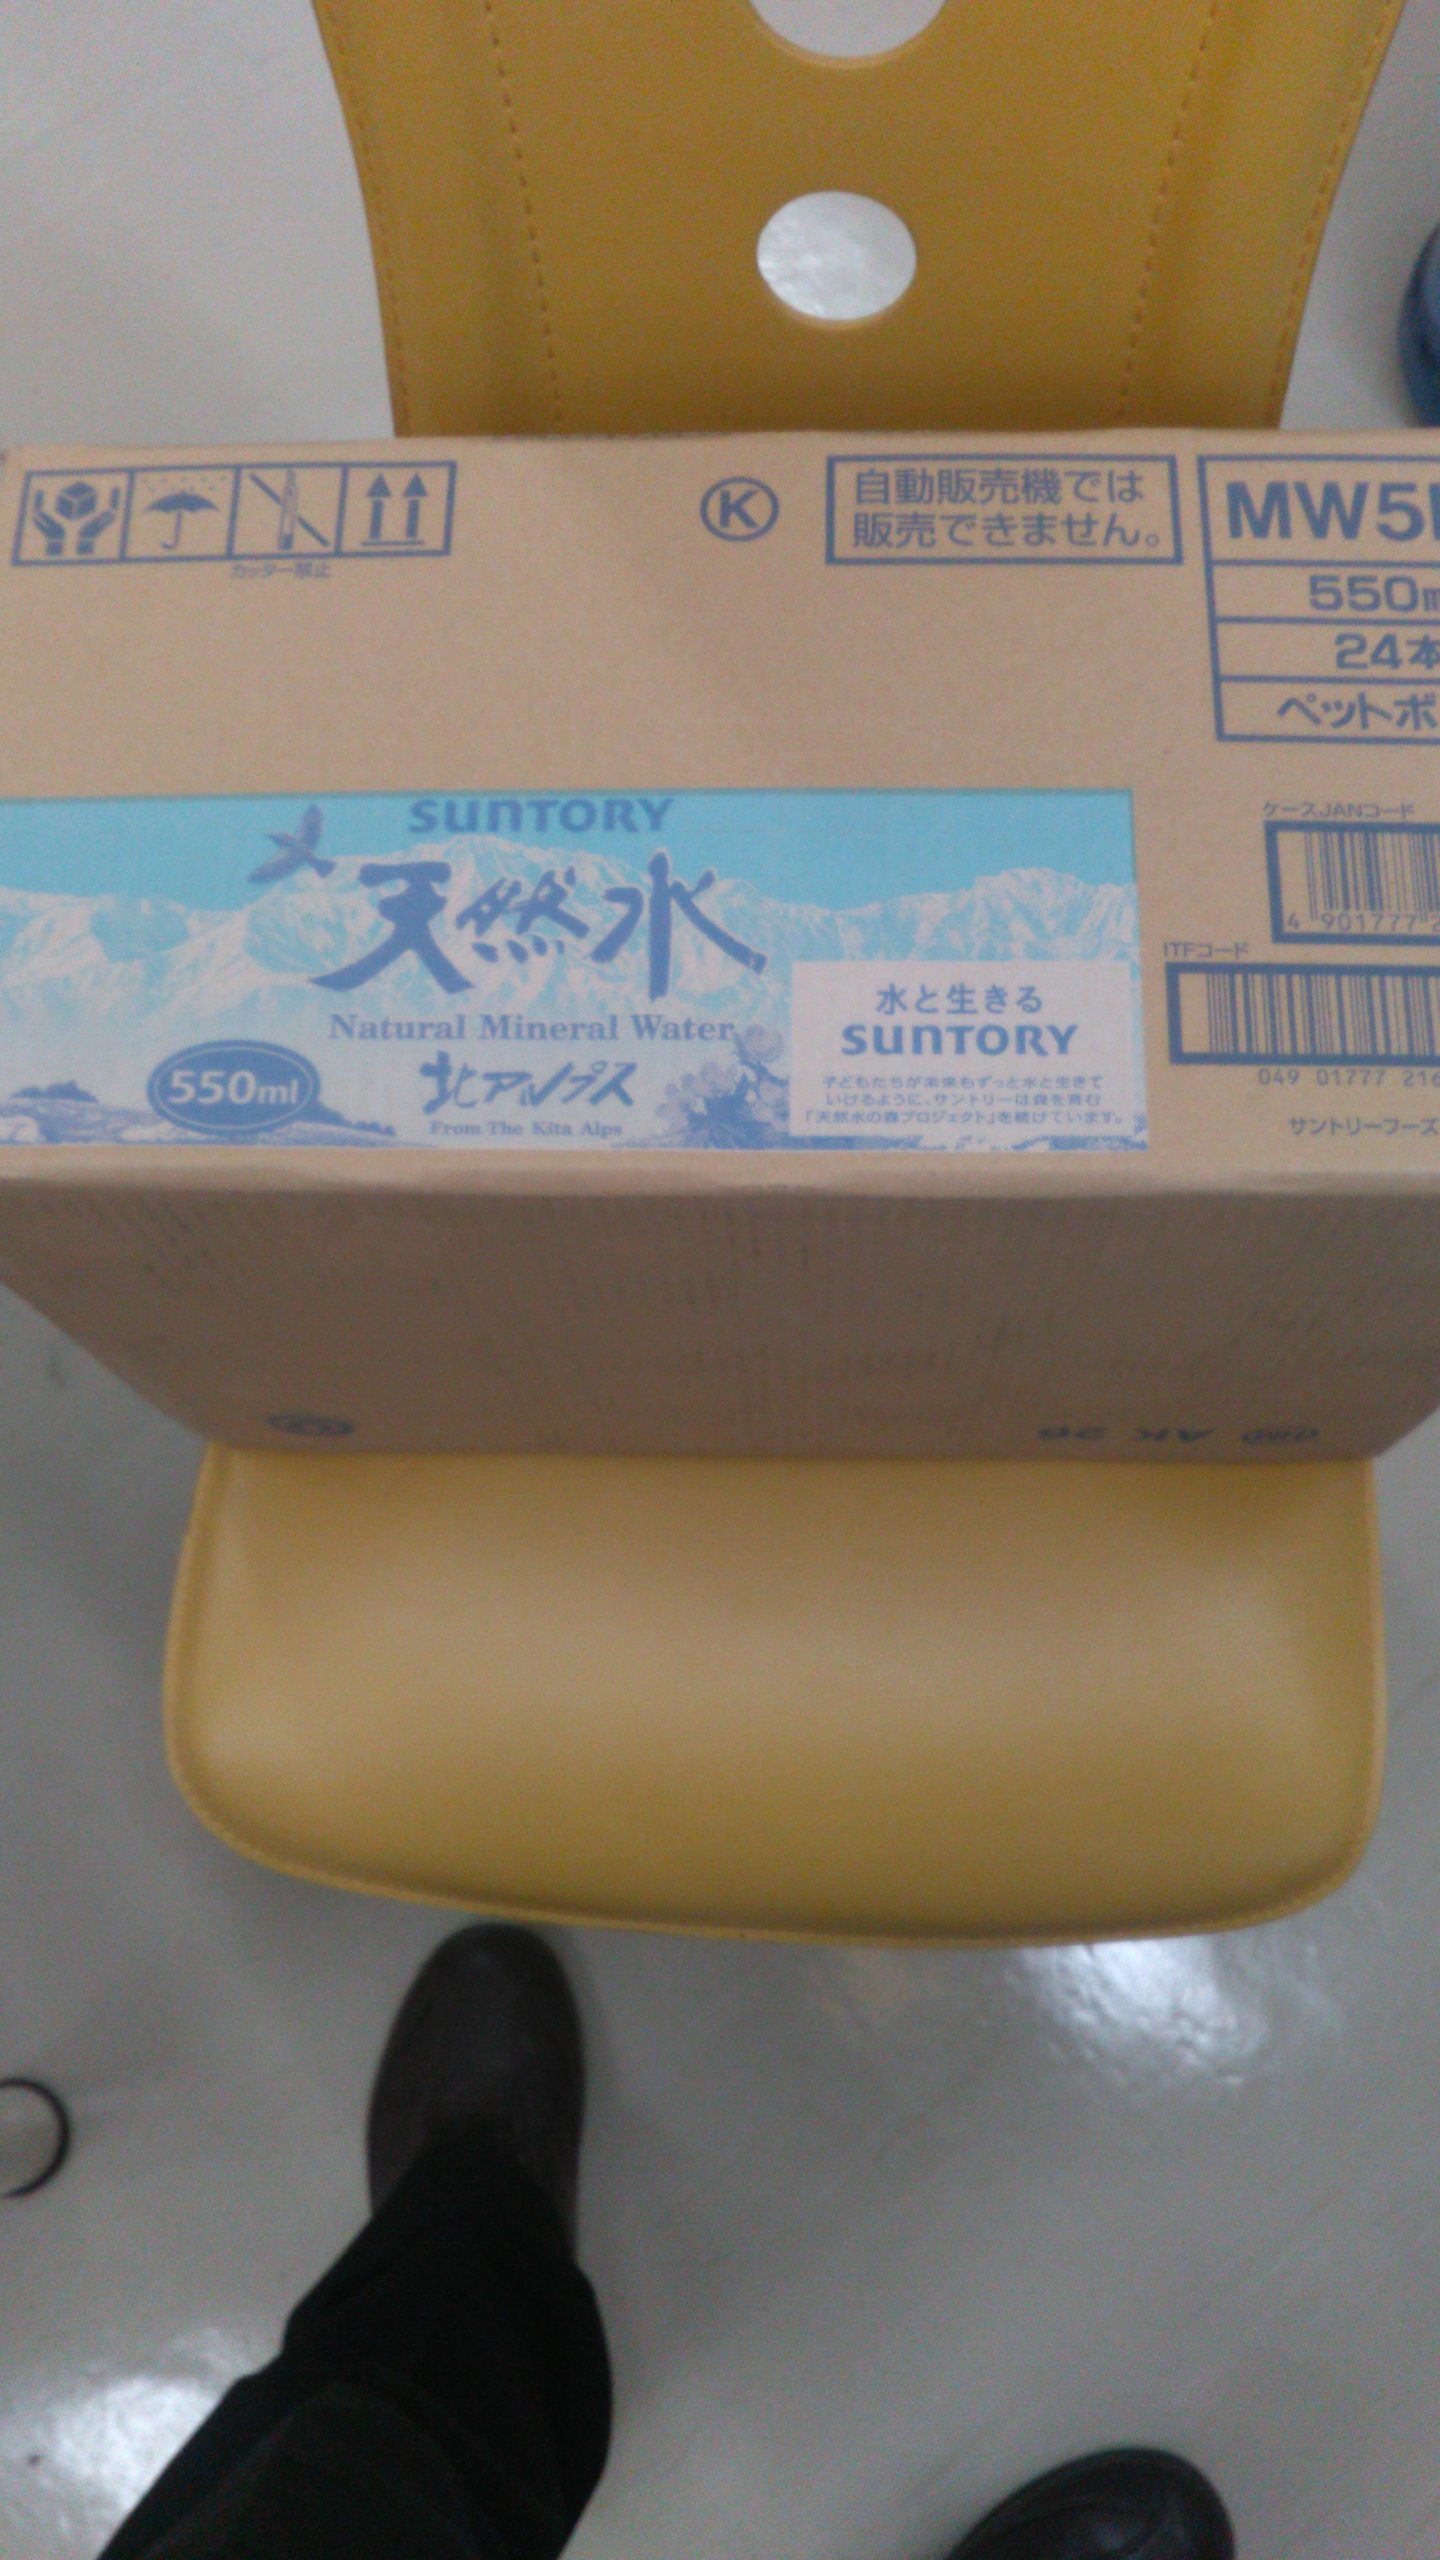 カッター禁止
K
自動販売機では
販売できません。
MW5
550m
24本
ペットボ
SUNTORY
天然水
Natural Mineral Water
550ml
北アルプス
From The Kita Alps
水と生きる
SUNTORY
子どもたちが未来もずっと水と生きて
いけるように、サントリーは森を育む
「天然水の森プロジェクト」を続けています。
ケースJANコード
4 901777 2
ITFコード
049 01777 216
サントリーフーズ
AK 26